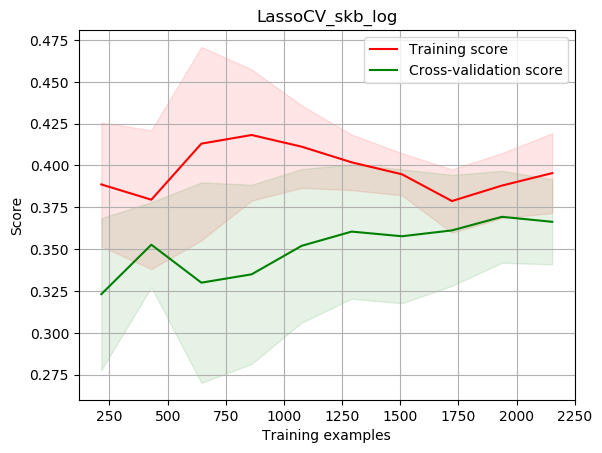 LassoCV_skb_log
Training score
Cross-validation score
0.475
0.450
0.425
0.400
0.375
0.350
0.325
0.300
0.275
Score
250 500 750 1000 1250 1500 1750 2000 2250
Training examples